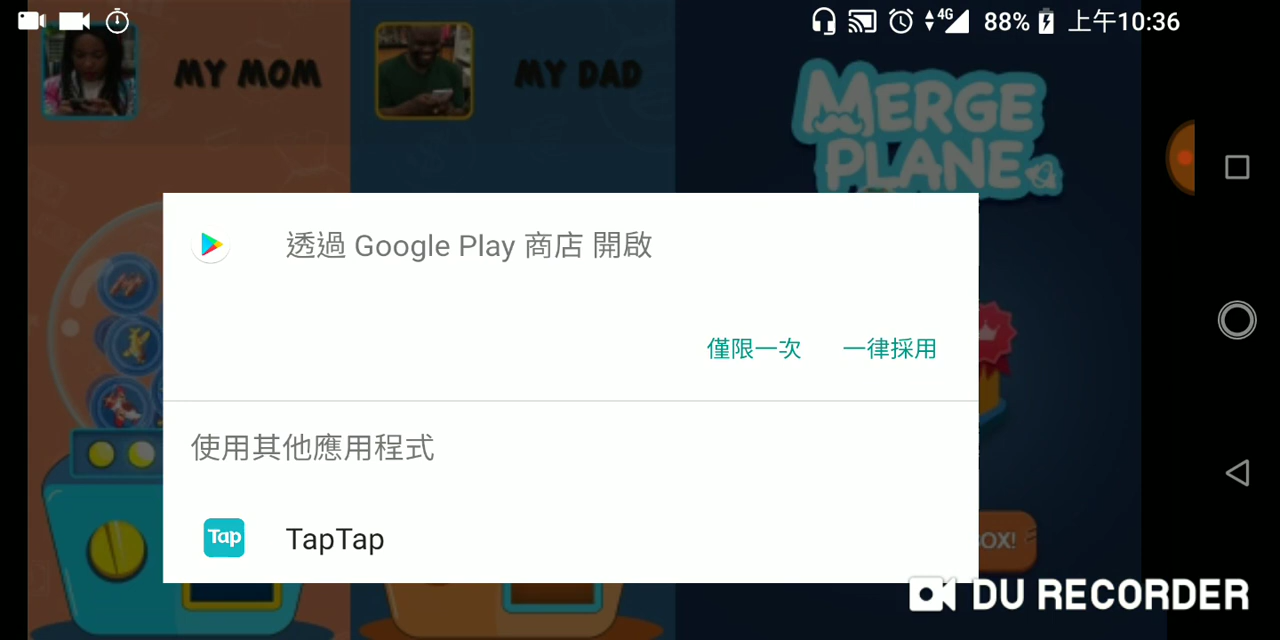 4G 88% 上午10:36
MY MOM
MY DAD
MERGE
PLANE
透過 Google Play 商店 開啟
僅限一次 一律採用
使用其他應用程式
Tap TapTap
OX!
DU RECORDER